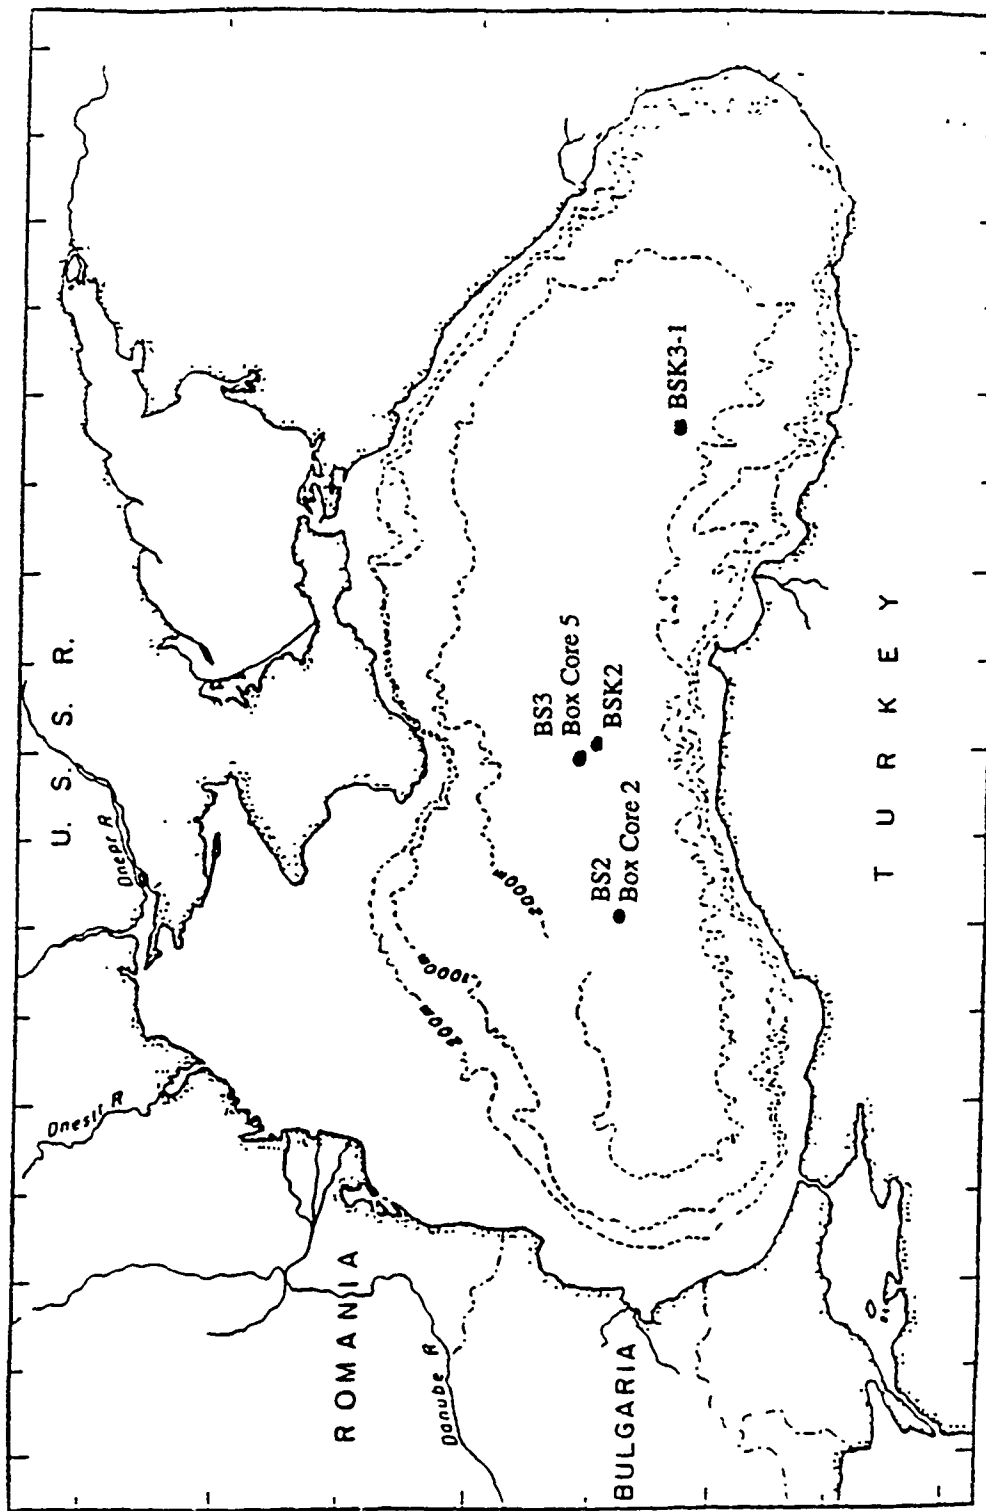 U. S. S. R.
Dnepr R
Dnestr R
ROMANIA
Danube R
BULGARIA
200m
1000m
2000m
BS3
Box Core 5
BSK2
BS2
Box Core 2
BSK3-1
TURKEY